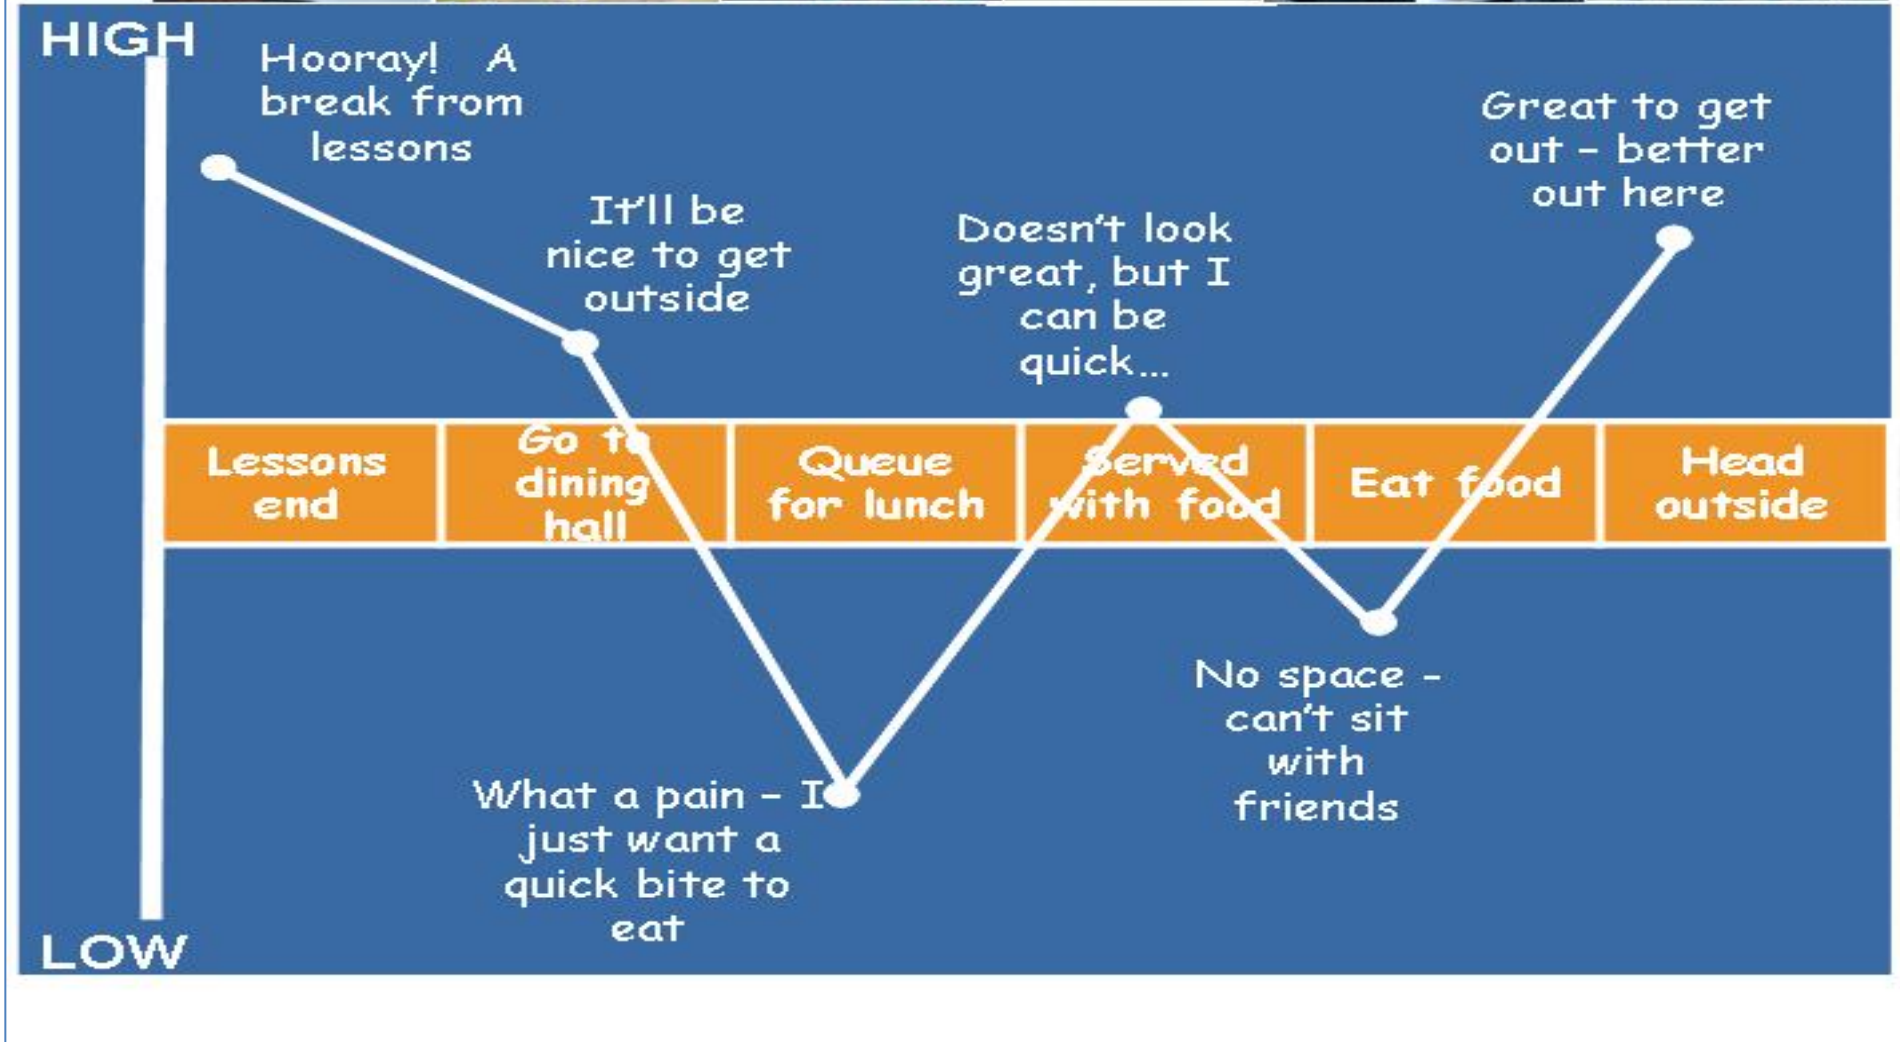 HIGH
Hooray! A
break from
lessons
It'll be
nice to get
outside
Doesn't look
great, but I
can be
quick...
Great to get
out – better
out here
Lessons
end
Go to
dining
hall
Queue
for lunch
Served
with food
Eat food
Head
outside
What a pain – I
just want a
quick bite to
eat
No space -
can't sit
with
friends
LOW